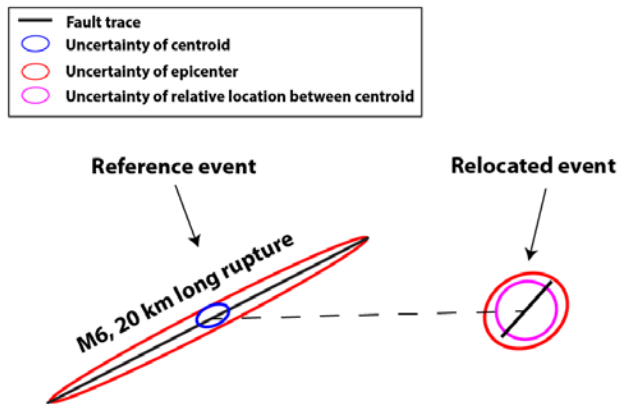 Fault trace
Uncertainty of centroid
Uncertainty of epicenter
Uncertainty of relative location between centroid
Reference event
Relocated event
M6, 20 km long rupture